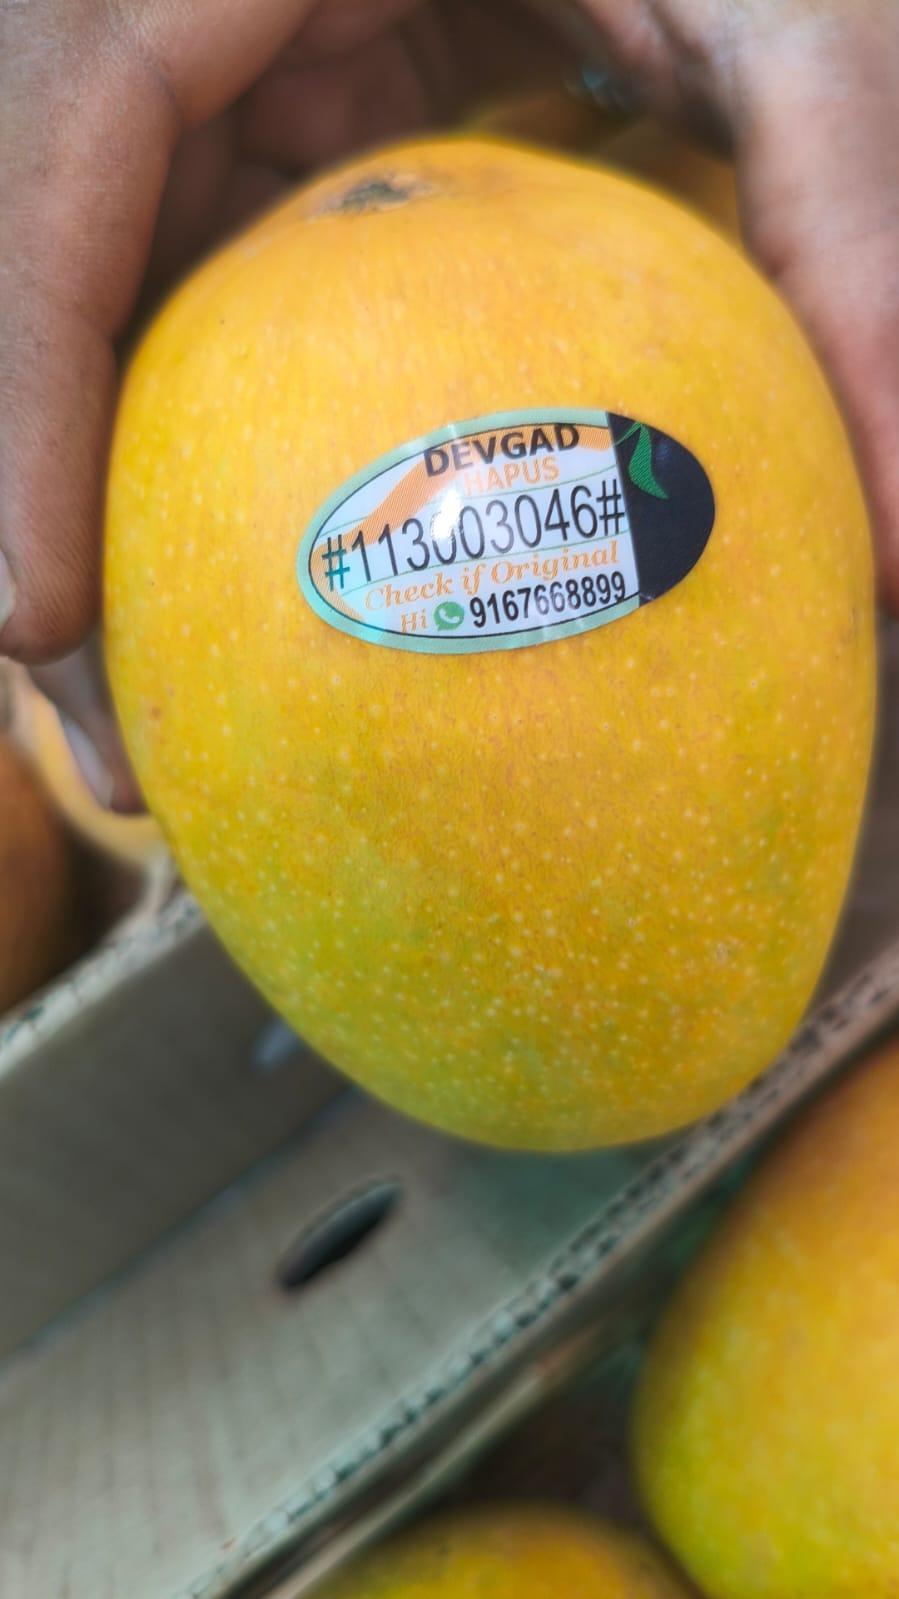 DEVGAD
HAPUS
#113003046#
Check if Original
Hi 9167668899